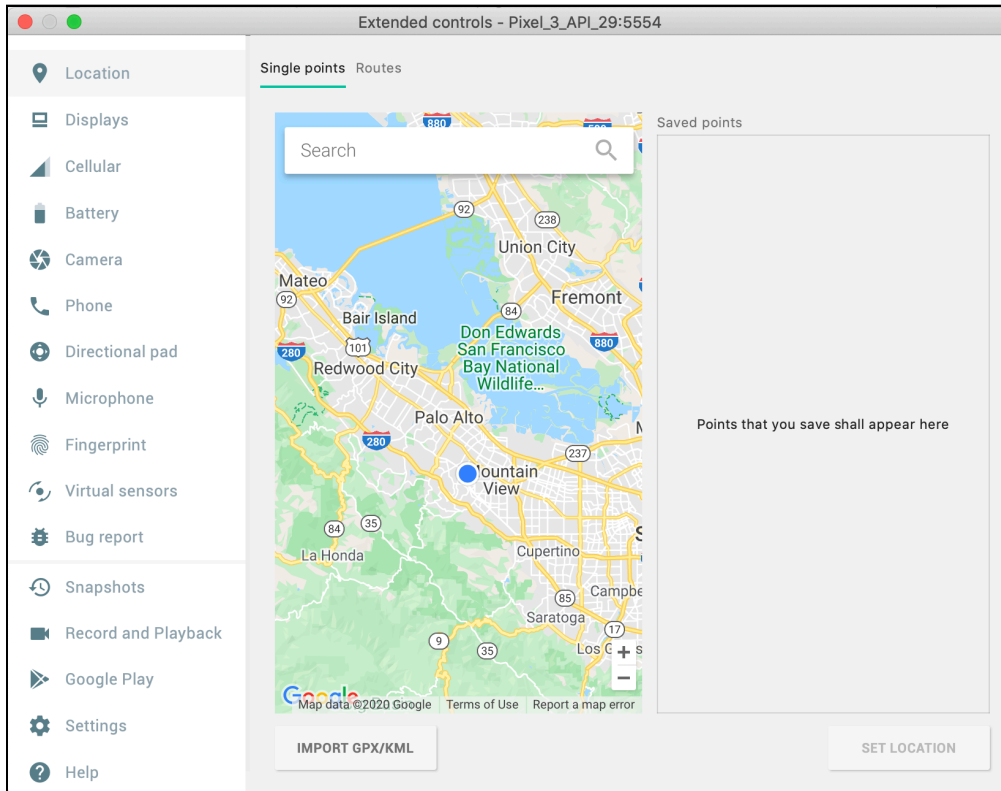 Extended controls - Pixel_3_API_29:5554
Location
Displays
Cellular
Battery
Camera
Phone
Directional pad
Microphone
Fingerprint
Virtual sensors
Bug report
Snapshots
Record and Playback
Google Play
Settings
Help
Single points Routes
Search
880
92
238
Union City
Mateo
92
Fremont
84
Bair Island
Don Edwards
San Francisco
Bay National
Wildlife...
101
880
280
Redwood City
Palo Alto
280
237
Mountain
View
84
35
La Honda
Cupertino
85
Campbe
Saratoga
17
9
35
Los G s
+
−
Google
Map data ©2020 Google Terms of Use Report a map error
IMPORT GPX/KML
Saved points
Points that you save shall appear here
SET LOCATION